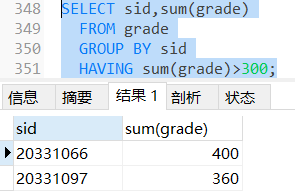 348 SELECT sid,sum(grade)
349 FROM grade
350 GROUP BY sid
351 HAVING sum(grade)>300;
信息 摘要 结果 1 剖析 状态
sid sum(grade)
20331066 400
20331097 360